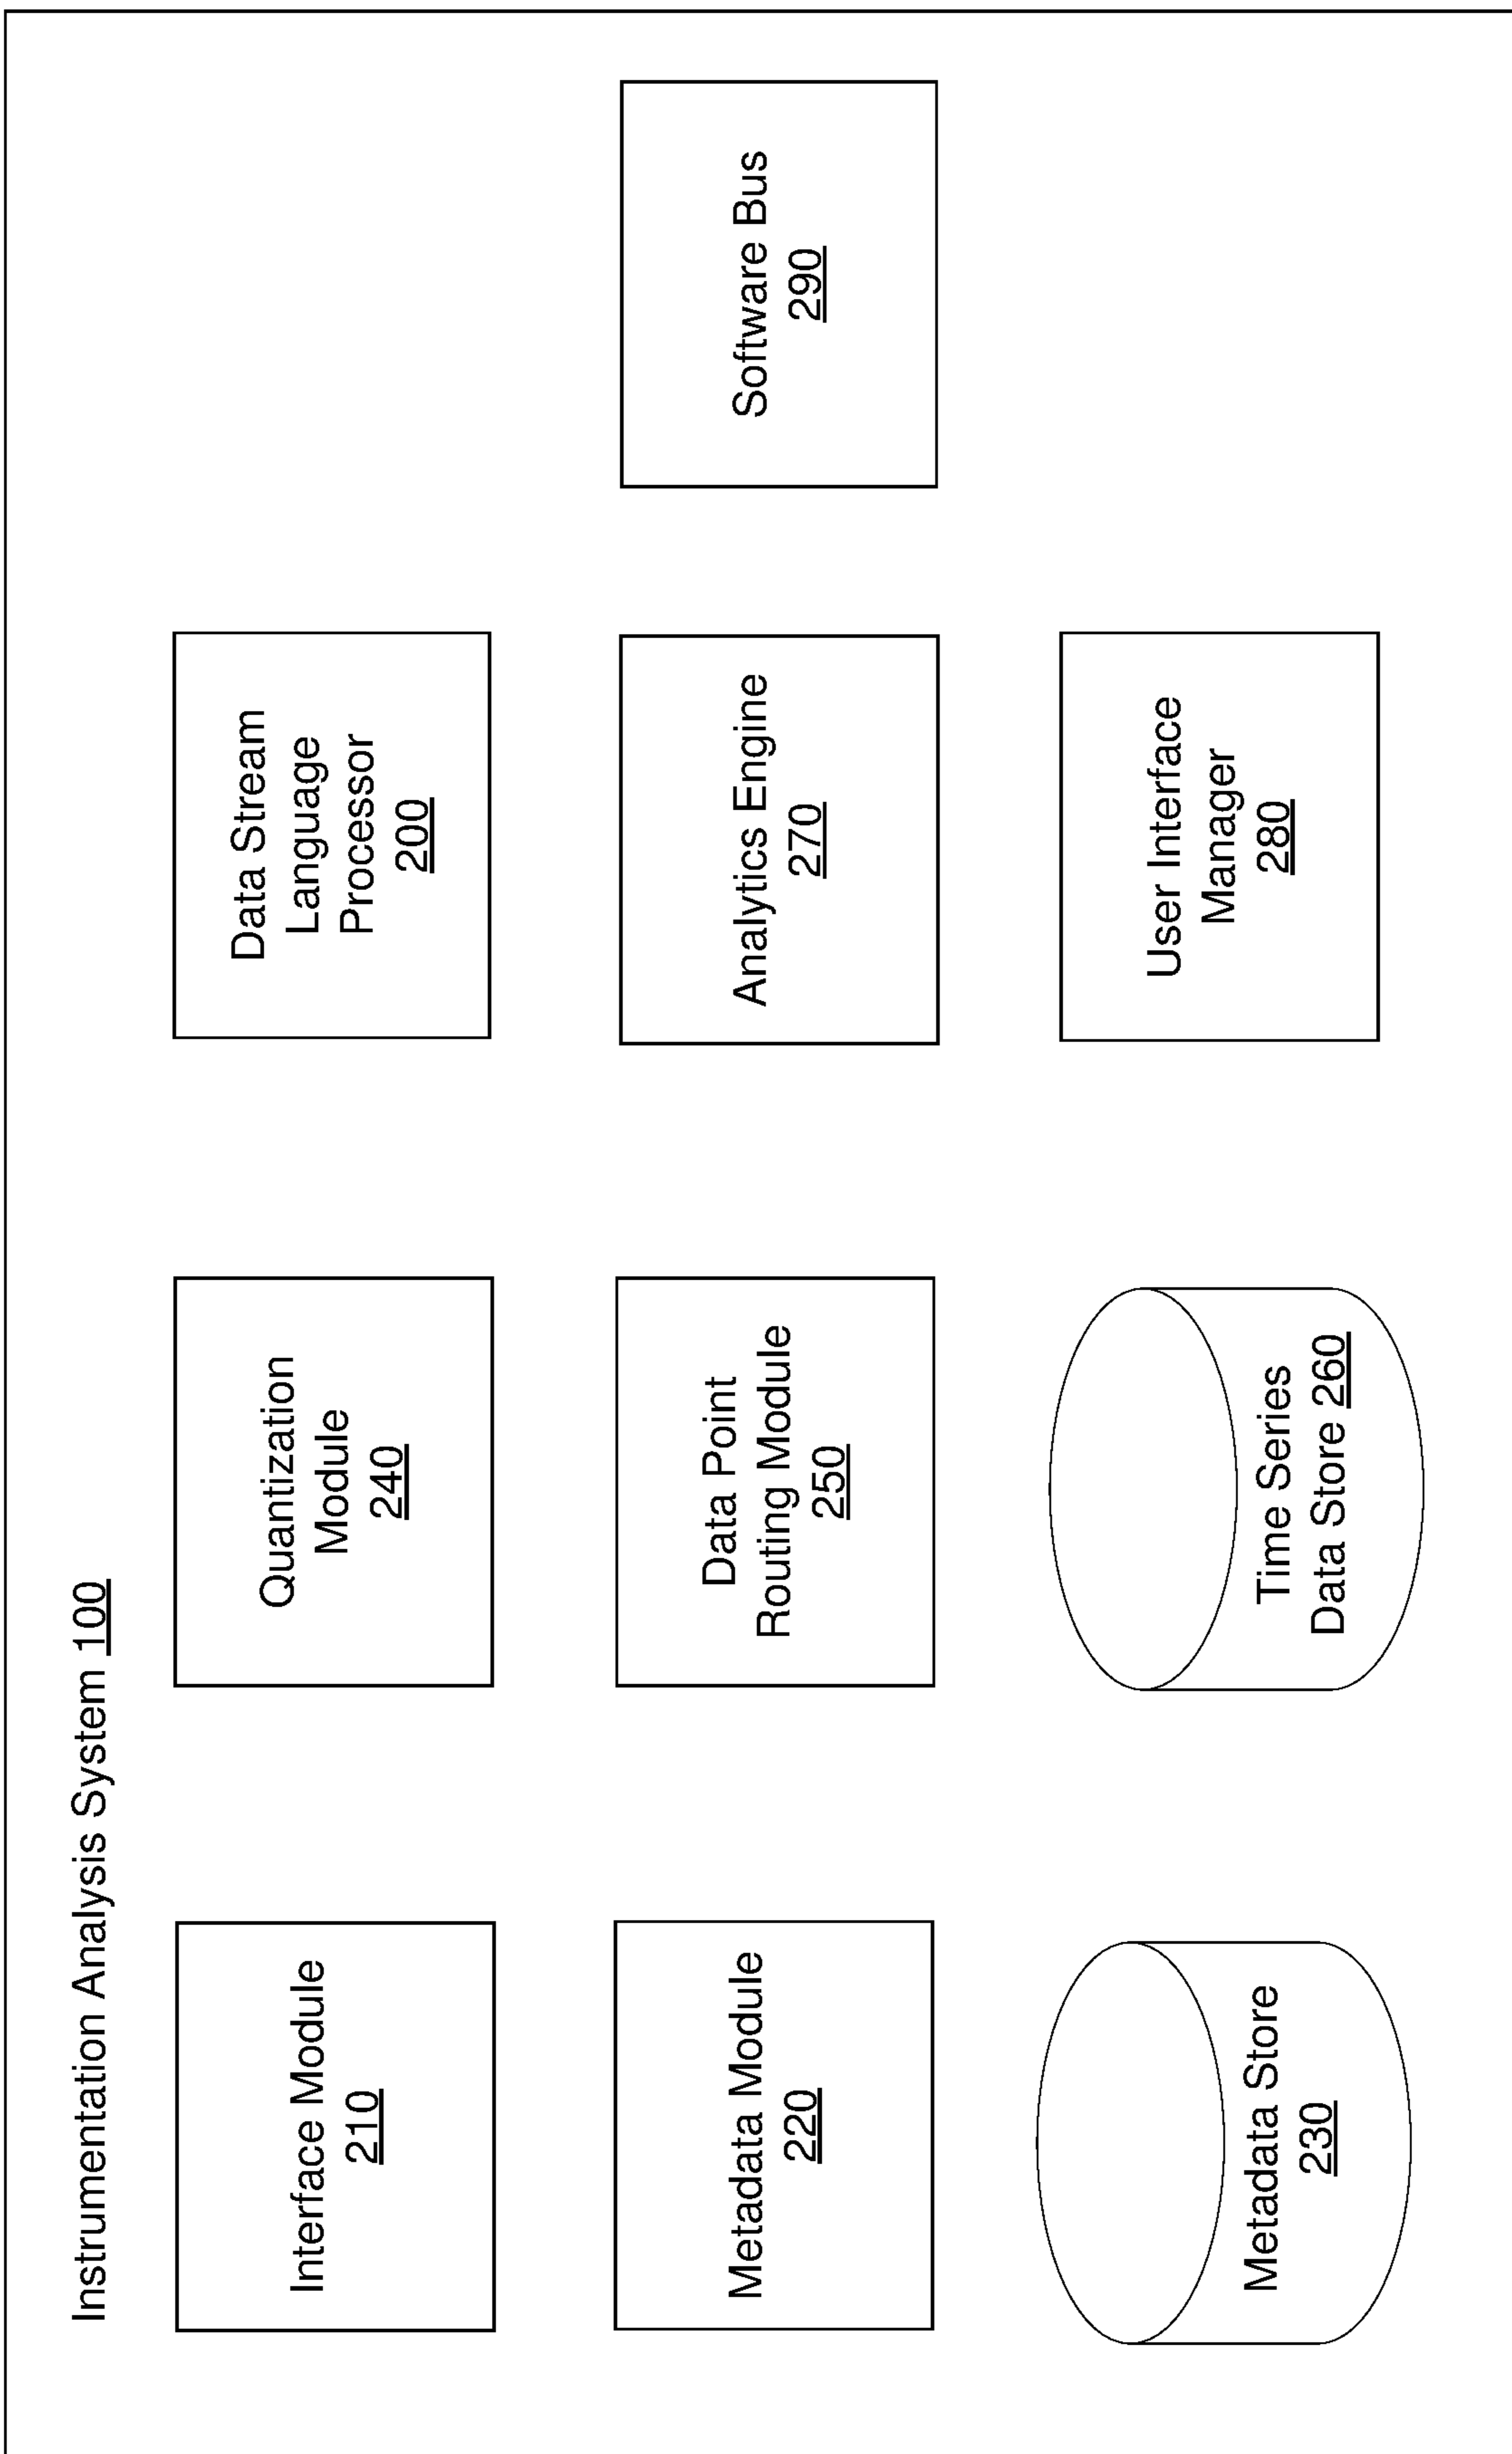 Instrumentation Analysis System 100
Interface Module
210
Quantization
Module
240
Data Stream
Language
Processor
200
Metadata Module
220
Data Point
Routing Module
250
Analytics Engine
270
Software Bus
290
Metadata Store
230
Time Series
Data Store 260
User Interface
Manager
280